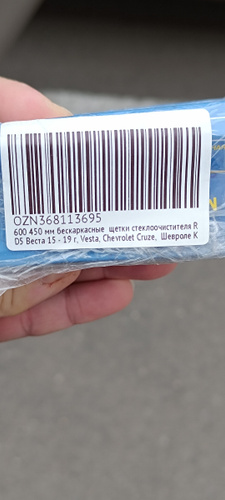 OZN368113695
600 450 мм бескаркасные щетки стеклоочистителя R
D5 Веста 15 - 19 г, Vesta, Chevrolet Cruze, Шевроле К